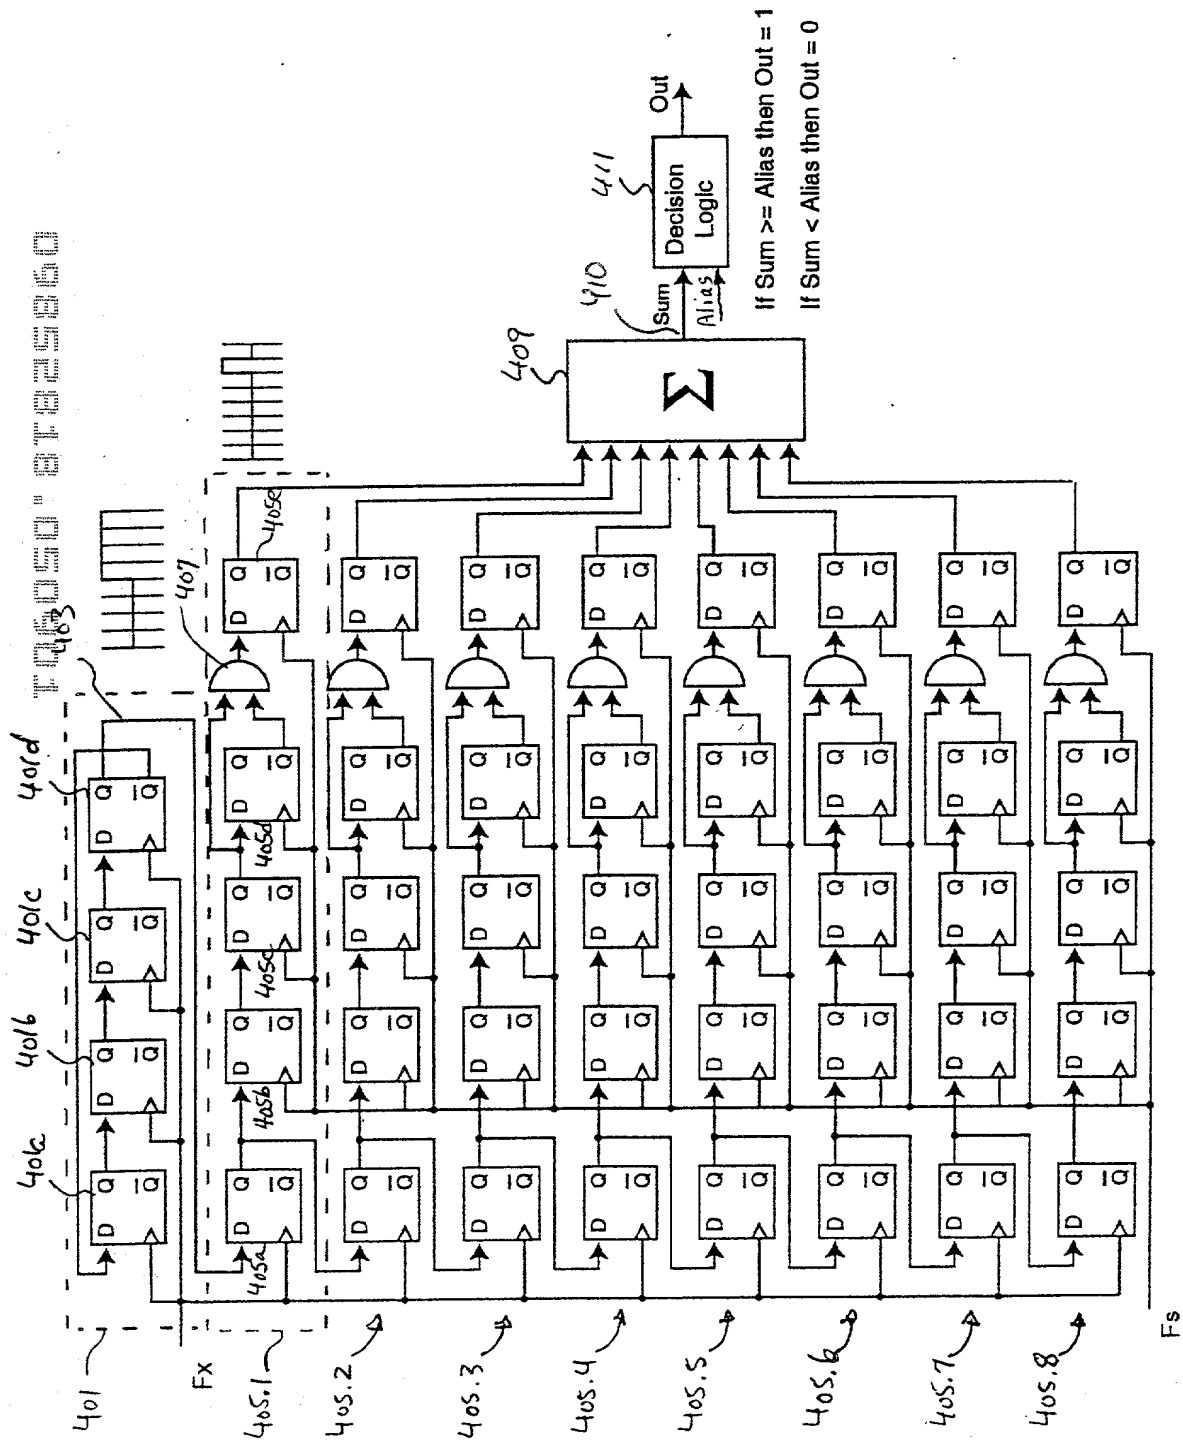 401
401a
401b
401c
401d
403
D Q Q
D Q Q
D Q Q
D Q Q
Fx
405.1
405a
405b
405c
405d
407
405e
D Q Q
D Q Q
D Q Q
D Q Q
D Q Q
405.2
D Q Q
D Q Q
D Q Q
D Q Q
D Q Q
405.3
D Q Q
D Q Q
D Q Q
D Q Q
D Q Q
405.4
D Q Q
D Q Q
D Q Q
D Q Q
D Q Q
405.5
D Q Q
D Q Q
D Q Q
D Q Q
D Q Q
405.6
D Q Q
D Q Q
D Q Q
D Q Q
D Q Q
405.7
D Q Q
D Q Q
D Q Q
D Q Q
D Q Q
405.8
D Q Q
D Q Q
D Q Q
D Q Q
D Q Q
Fs
409
Σ
410
Sum
Alias
411
Decision
Logic
Out
If Sum >= Alias then Out = 1
If Sum < Alias then Out = 0